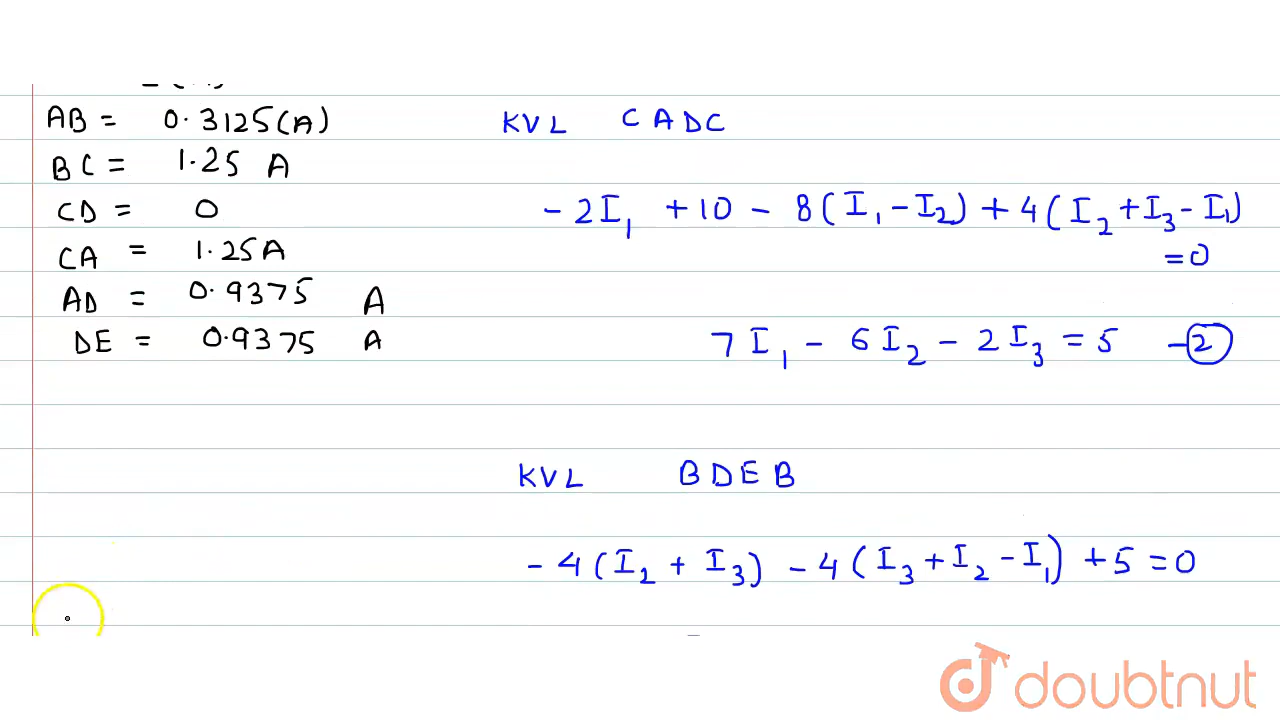 AB = 0.3125(A)
BC = 1.25 A
CD = 0
CA = 1.25A
AD = 0.9375 A
DE = 0.9375 A
KVL CADC
- 2I₁ + 10 - 8(I₁ - I₂) + 4(I₂ + I₃ - I₁)
= 0
7I₁ - 6I₂ - 2I₃ = 5 - 2
KVL BDEB
- 4(I₂ + I₃) - 4(I₃ + I₂ - I₁) + 5 = 0
doubtnut